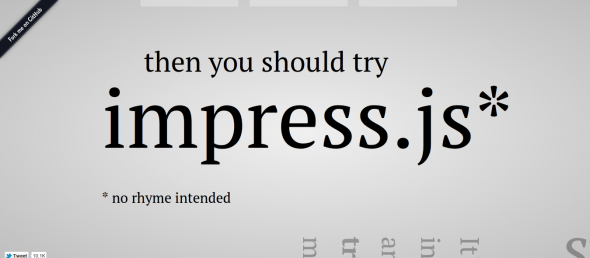 Fork me on GitHub
then you should try
impress.js*
* no rhyme intended
It
in
ar
tr
m
S
Tweet 10.1K